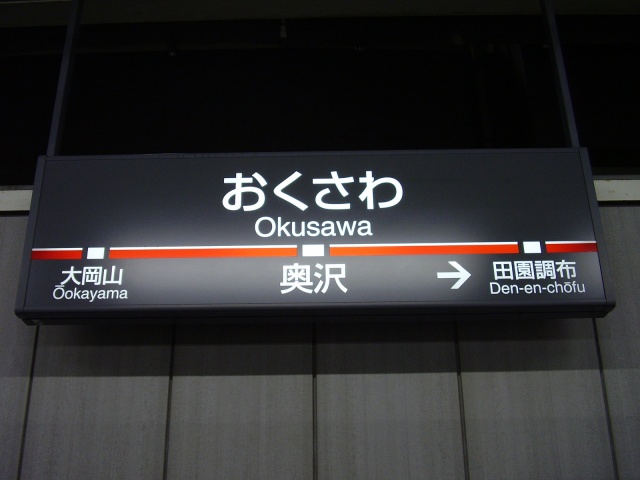 おくさわ
Okusawa
大岡山
Ōokayama
奥沢
→
田園調布
Den-en-chōfu